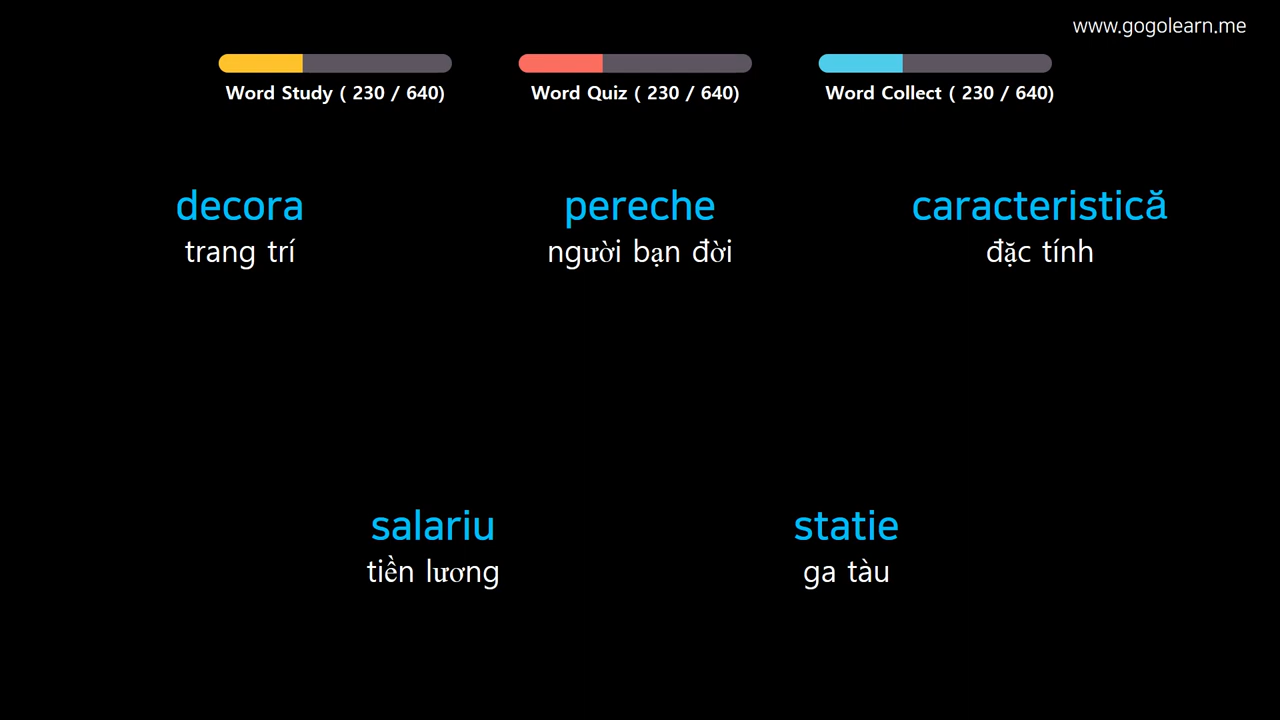 www.gogolearn.me
Word Study ( 230 / 640)
Word Quiz ( 230 / 640)
Word Collect ( 230 / 640)
decora
trang trí
pereche
người bạn đời
caracteristică
đặc tính
salariu
tiền lương
statie
ga tàu